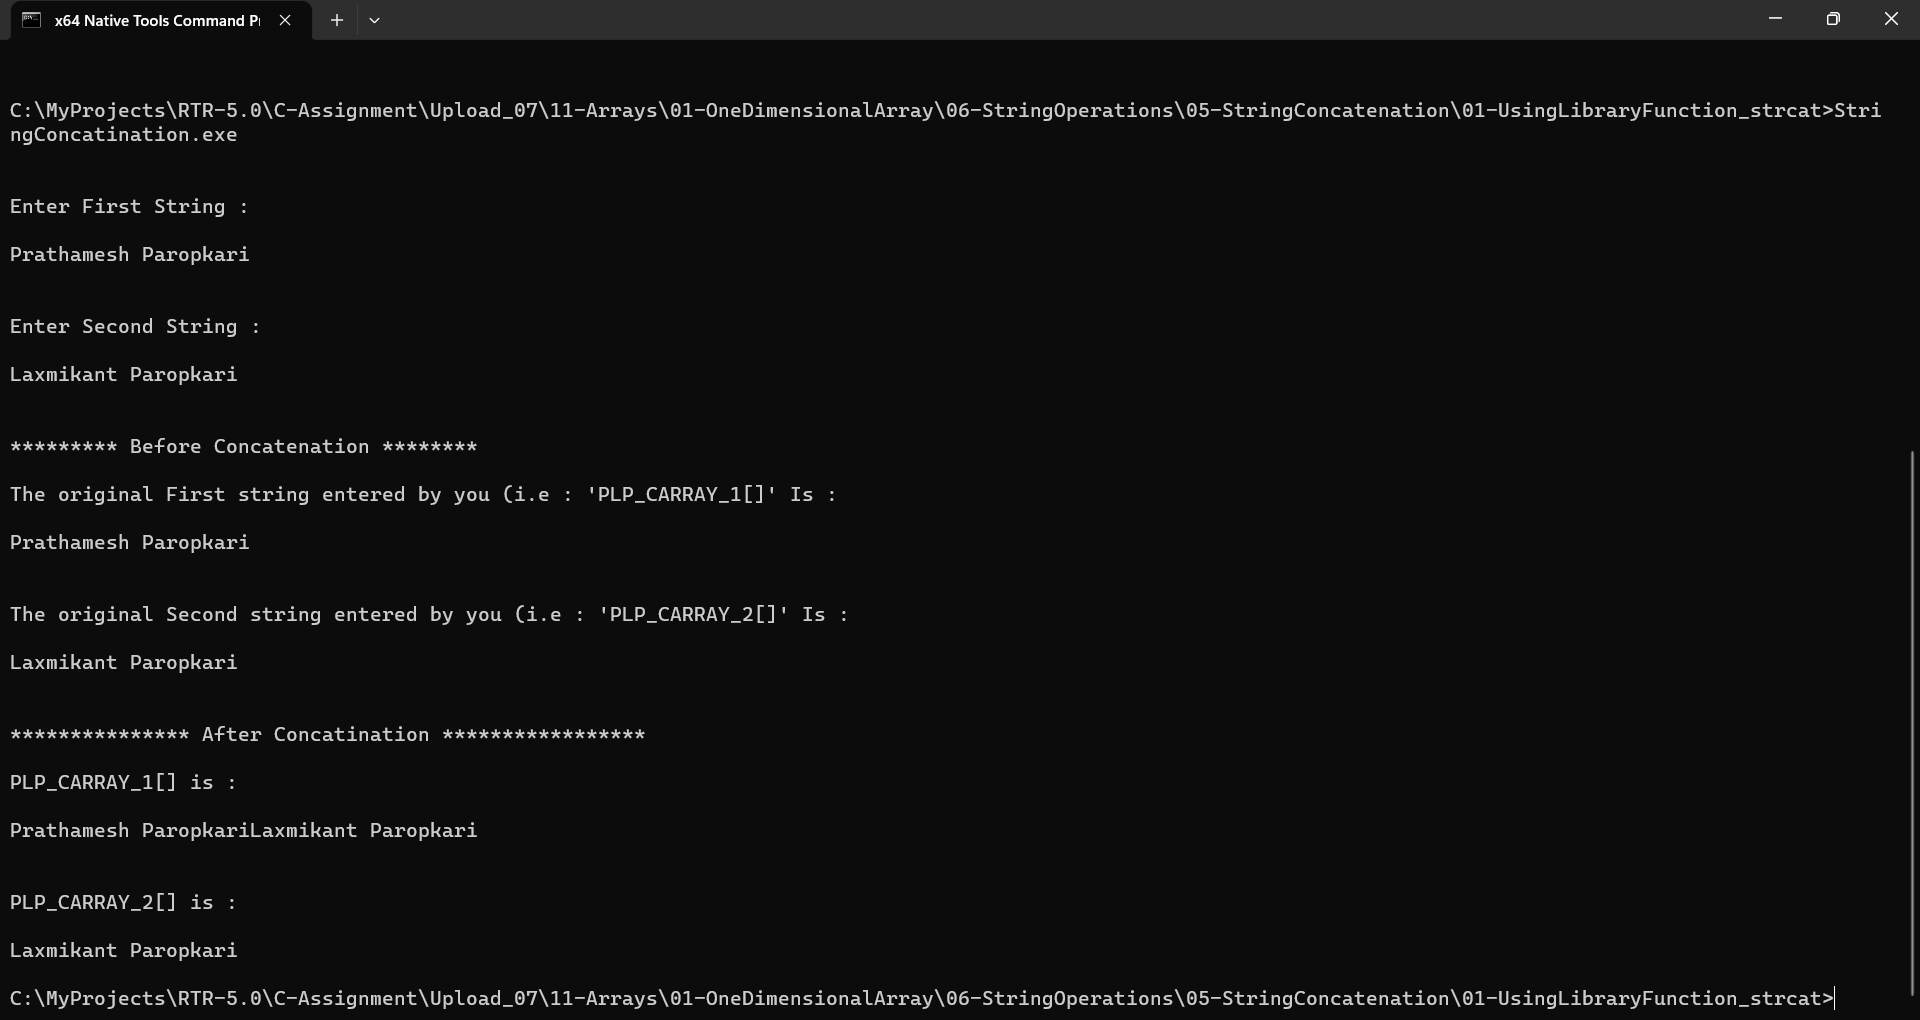 x64 Native Tools Command P
C:\MyProjects\RTR-5.0\C-Assignment\Upload_07\11-Arrays\01-OneDimensionalArray\06-StringOperations\05-StringConcatenation\01-UsingLibraryFunction_strcat>Stri
ngConcatination.exe
Enter First String :
Prathamesh Paropkari
Enter Second String :
Laxmikant Paropkari
********* Before Concatenation ********
The original First string entered by you (i.e : 'PLP_CARRAY_1[]' Is :
Prathamesh Paropkari
The original Second string entered by you (i.e : 'PLP_CARRAY_2[]' Is :
Laxmikant Paropkari
*************** After Concatination *****************
PLP_CARRAY_1[] is :
Prathamesh ParopkariLaxmikant Paropkari
PLP_CARRAY_2[] is :
Laxmikant Paropkari
C:\MyProjects\RTR-5.0\C-Assignment\Upload_07\11-Arrays\01-OneDimensionalArray\06-StringOperations\05-StringConcatenation\01-UsingLibraryFunction_strcat>